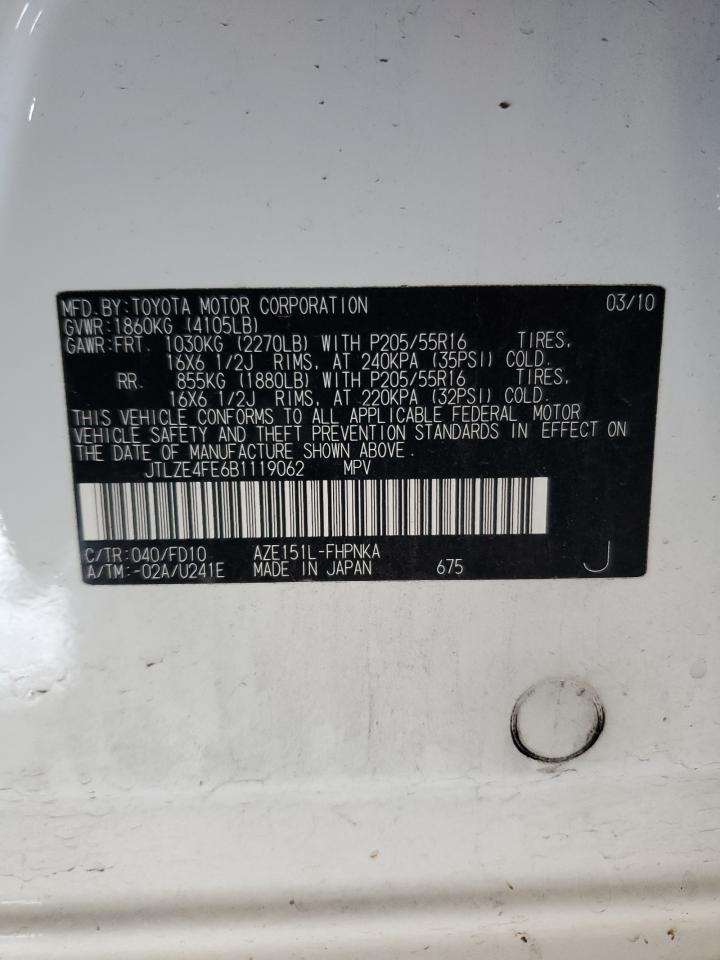 MFD.BY:TOYOTA MOTOR CORPORATION 03/10
GVWR:1860KG (4105LB)
GAWR:FRT. 1030KG (2270LB) WITH P205/55R16 TIRES,
16X6 1/2J RIMS, AT 240KPA (35PSI) COLD.
RR. 855KG (1880LB) WITH P205/55R16 TIRES,
16X6 1/2J RIMS, AT 220KPA (32PSI) COLD.
THIS VEHICLE CONFORMS TO ALL APPLICABLE FEDERAL MOTOR
VEHICLE SAFETY AND THEFT PREVENTION STANDARDS IN EFFECT ON
THE DATE OF MANUFACTURE SHOWN ABOVE.
JTLZE4FE6B1119062 MPV
C/TR:040/FD10 AZE151L-FHPNKA
A/TM:-02A/U241E MADE IN JAPAN 675 J